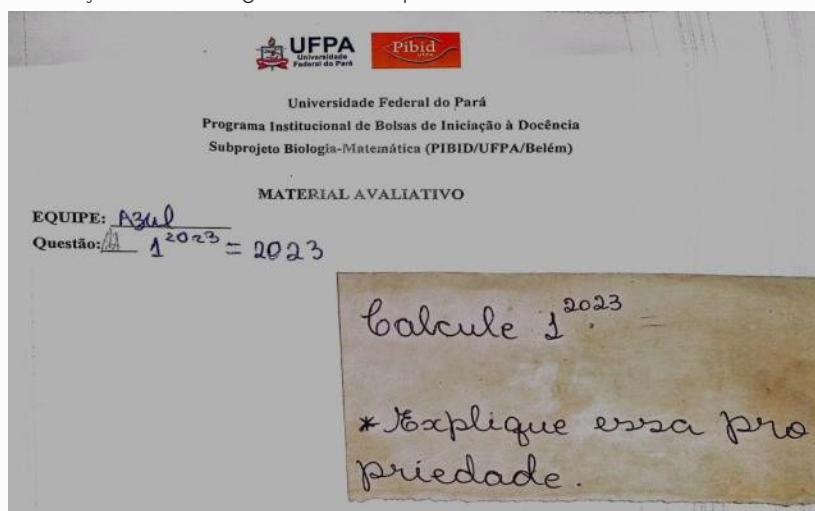 UFPA
Universidade
Federal do Pará
Pibid
UFPA
Universidade Federal do Pará
Programa Institucional de Bolsas de Iniciação à Docência
Subprojeto Biologia-Matemática (PIBID/UFPA/Belém)
MATERIAL AVALIATIVO
EQUIPE: Azul
Questão: 1²⁰²³ = 2023
Calcule 1²⁰²³ =
*Explique essa pro
priedade.